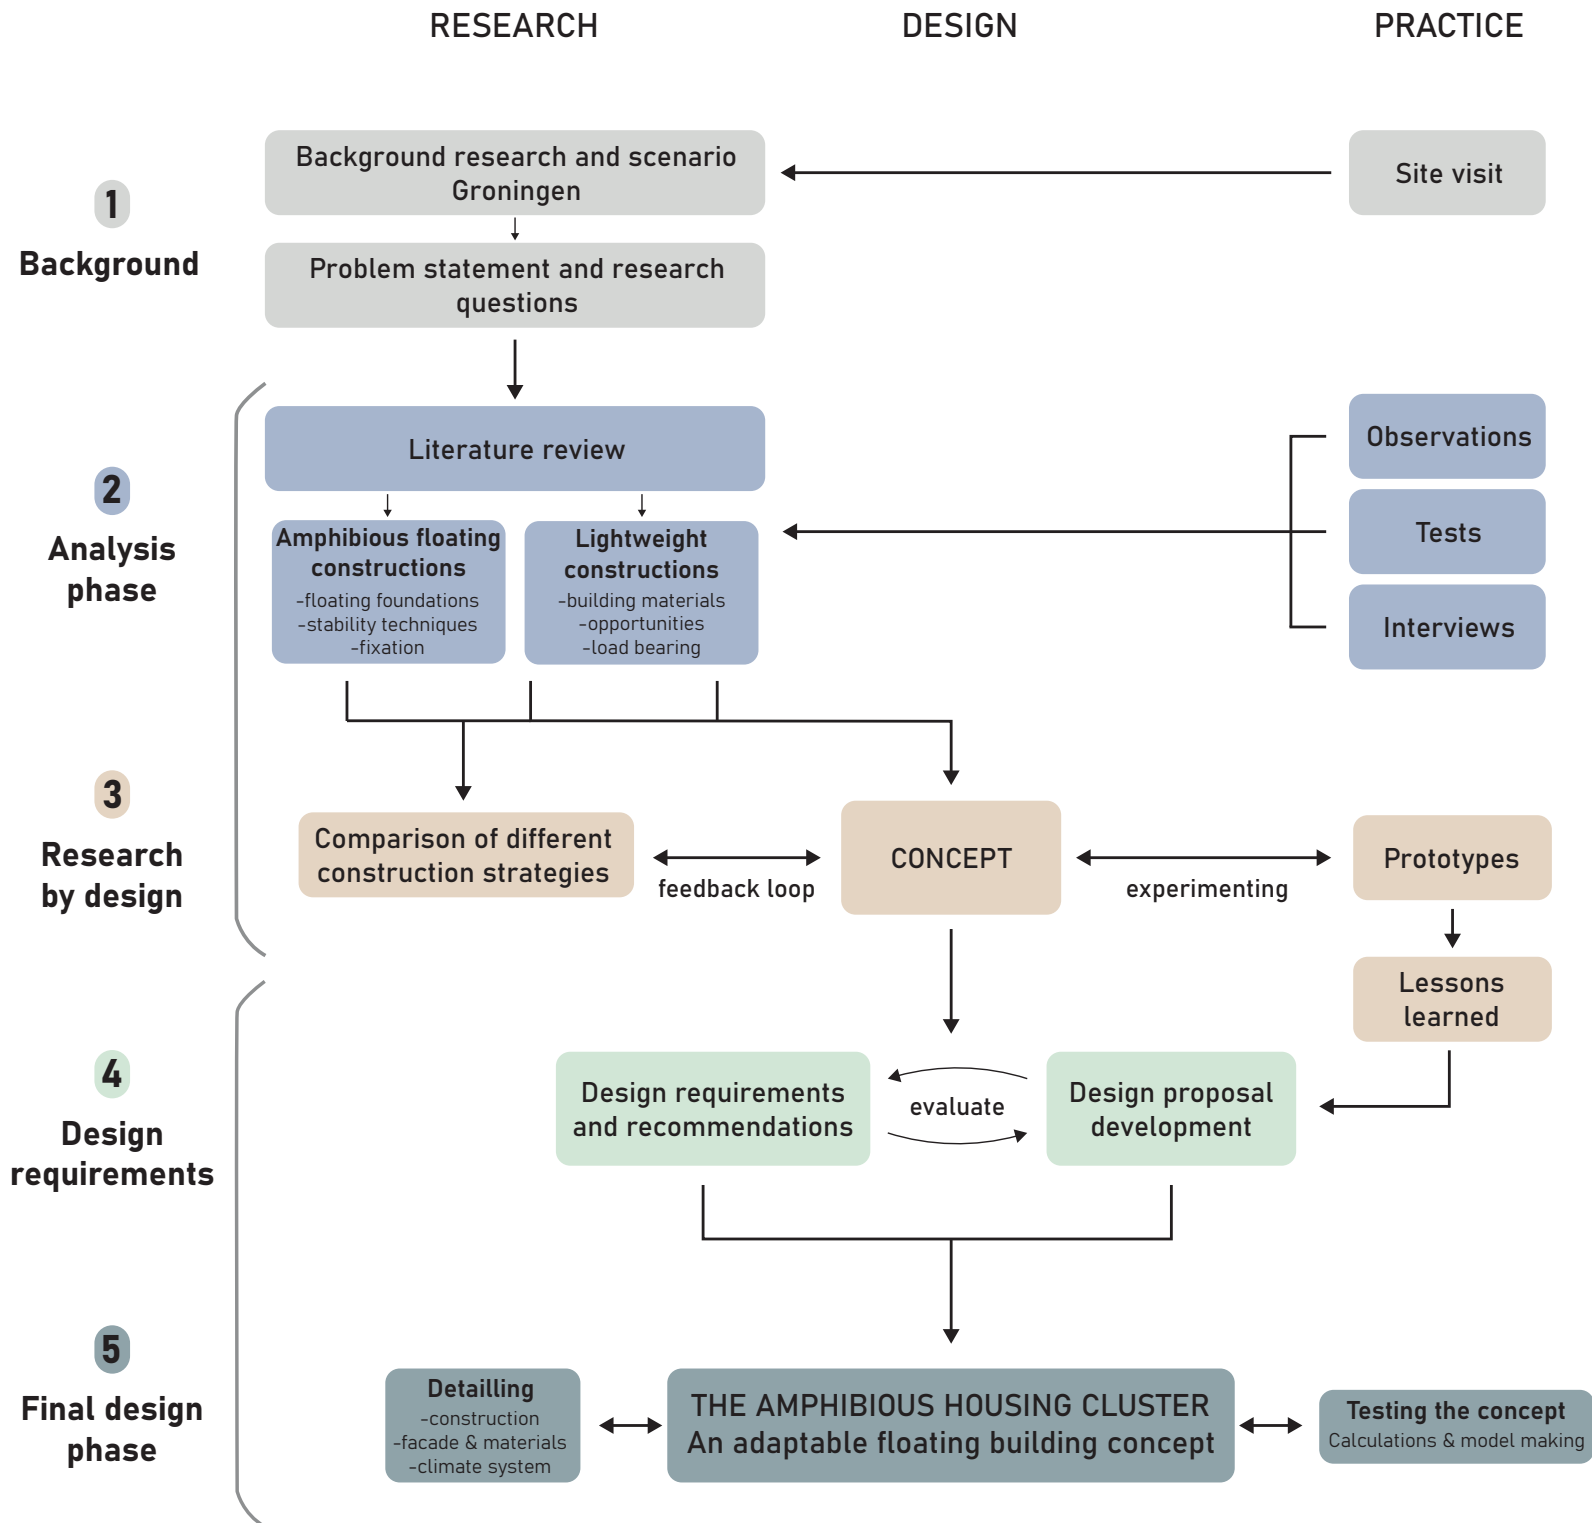 RESEARCH
DESIGN
PRACTICE
1
Background
Background research and scenario
Groningen
Site visit
Problem statement and research
questions
2
Analysis
phase
Literature review
Amphibious floating
constructions
-floating foundations
-stability techniques
-fixation
Lightweight
constructions
-building materials
-opportunities
-load bearing
Observations
Tests
Interviews
3
Research
by design
Comparison of different
construction strategies
feedback loop
CONCEPT
experimenting
Prototypes
Lessons
learned
4
Design
requirements
Design requirements
and recommendations
evaluate
Design proposal
development
5
Final design
phase
Detailling
-construction
-facade & materials
-climate system
THE AMPHIBIOUS HOUSING CLUSTER
An adaptable floating building concept
Testing the concept
Calculations & model making